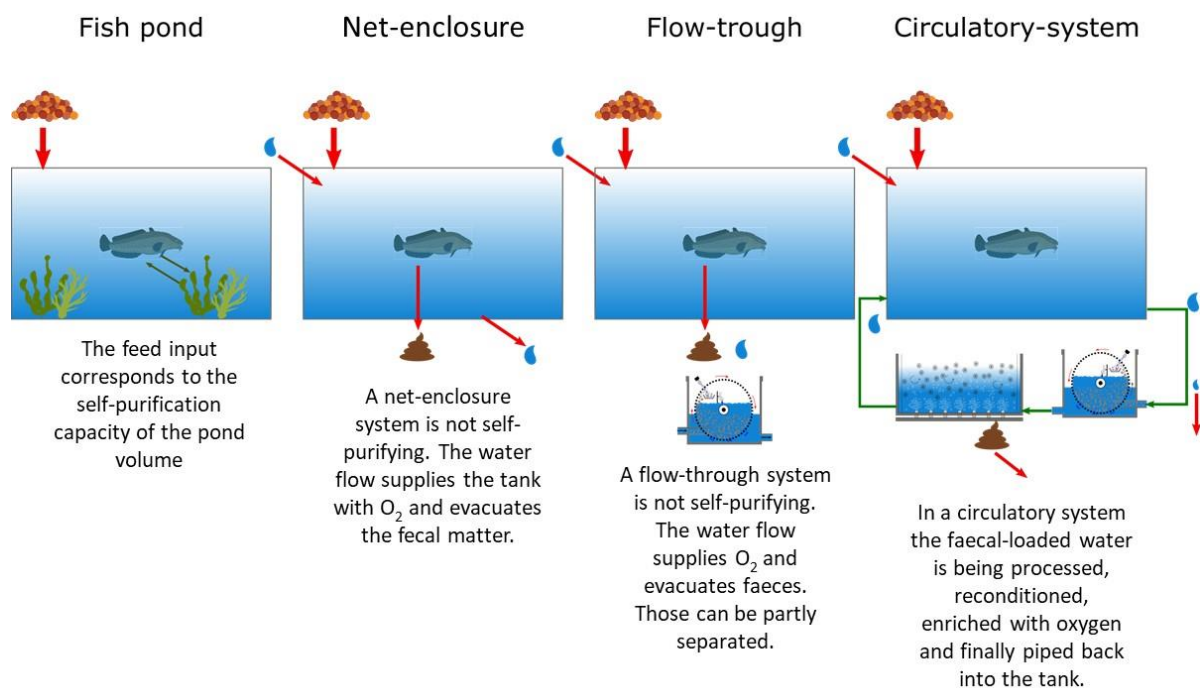 Fish pond
Net-enclosure
Flow-trough
Circulatory-system
The feed input
corresponds to the
self-purification
capacity of the pond
volume
A net-enclosure
system is not self-
purifying. The water
flow supplies the tank
with O₂ and evacuates
the fecal matter.
A flow-through system
is not self-purifying.
The water flow
supplies O₂ and
evacuates faeces.
Those can be partly
separated.
In a circulatory system
the faecal-loaded water
is being processed,
reconditioned,
enriched with oxygen
and finally piped back
into the tank.